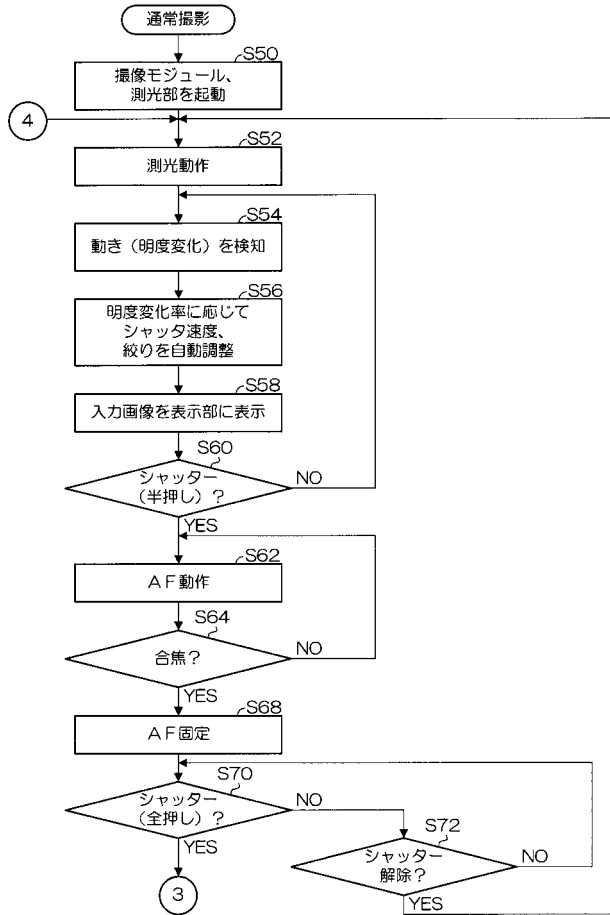 通常撮影
S50
撮像モジュール、
測光部を起動
4
S52
測光動作
S54
動き（明度変化）を検知
S56
明度変化率に応じて
シャッタ速度、
絞りを自動調整
S58
入力画像を表示部に表示
S60
シャッター
（半押し）？
NO
YES
S62
ＡＦ動作
S64
合焦？
NO
YES
S68
ＡＦ固定
S70
シャッター
（全押し）？
NO
YES
S72
シャッター
解除？
NO
YES
3